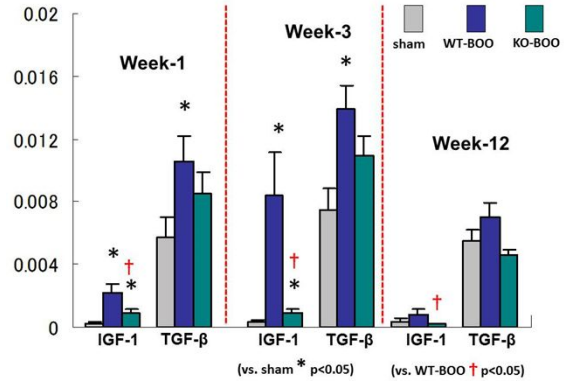 0.02
0.016
0.012
0.008
0.004
0
sham WT-BOO KO-BOO
Week-1
Week-3
Week-12
*
*
†
*
*
*
†
*
†
IGF-1 TGF-β IGF-1 TGF-β IGF-1 TGF-β
(vs. sham * p<0.05) (vs. WT-BOO † p<0.05)